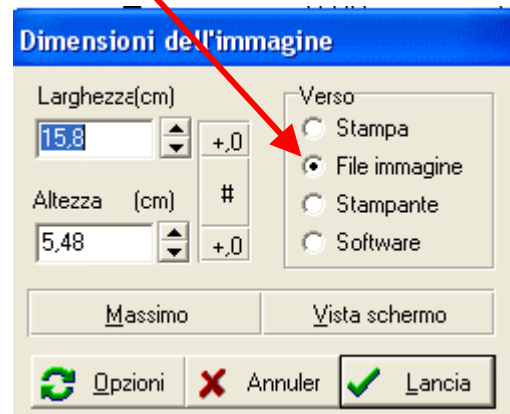 Dimensioni dell'immagine
Larghezza(cm)
15,8
+,0
#
Altezza (cm)
5,48
+,0
Verso
Stampa
File immagine
Stampante
Software
Massimo
Vista schermo
Opzioni
Annuler
Lancia